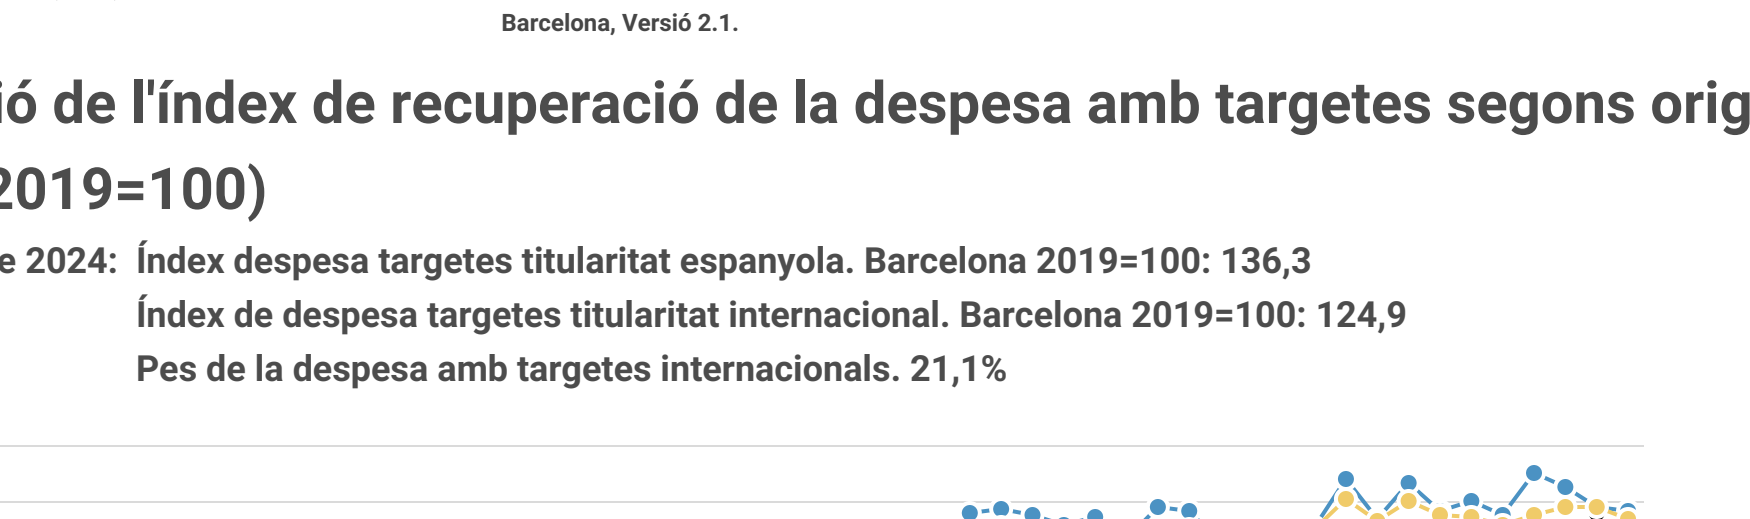 Barcelona, Versió 2.1.
ió de l'índex de recuperació de la despesa amb targetes segons orig
2019=100)
e 2024: Índex despesa targetes titularitat espanyola. Barcelona 2019=100: 136,3
Índex de despesa targetes titularitat internacional. Barcelona 2019=100: 124,9
Pes de la despesa amb targetes internacionals. 21,1%